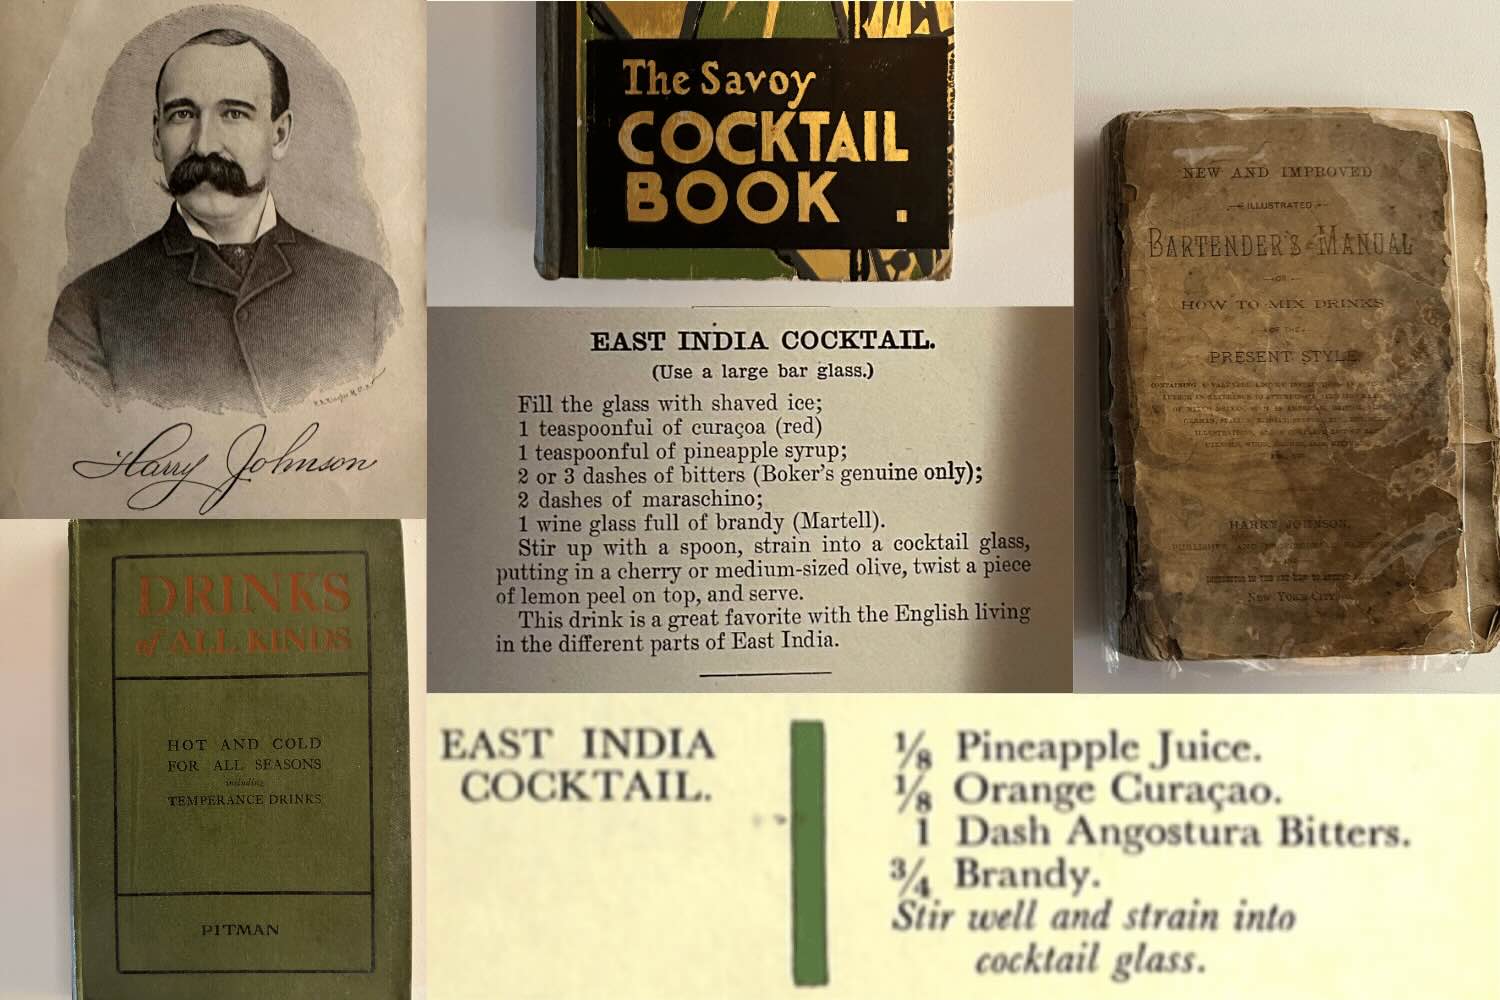 Harry Johnson
The Savoy
COCKTAIL
BOOK .
EAST INDIA COCKTAIL.
(Use a large bar glass.)
Fill the glass with shaved ice;
1 teaspoonful of curaçoa (red)
1 teaspoonful of pineapple syrup;
2 or 3 dashes of bitters (Boker's genuine only);
2 dashes of maraschino;
1 wine glass full of brandy (Martell).
Stir up with a spoon, strain into a cocktail glass,
putting in a cherry or medium-sized olive, twist a piece
of lemon peel on top, and serve.
This drink is a great favorite with the English living
in the different parts of East India.
NEW AND IMPROVED
ILLUSTRATED
BARTENDER'S MANUAL
OR
HOW TO MIX DRINKS
OF THE
PRESENT STYLE,
HARRY JOHNSON,
NEW YORK CITY.
DRINKS
of ALL KINDS
HOT AND COLD
FOR ALL SEASONS
including
TEMPERANCE DRINKS
PITMAN
EAST INDIA
COCKTAIL.
1/8 Pineapple Juice.
1/8 Orange Curaçao.
1 Dash Angostura Bitters.
3/4 Brandy.
Stir well and strain into
cocktail glass.